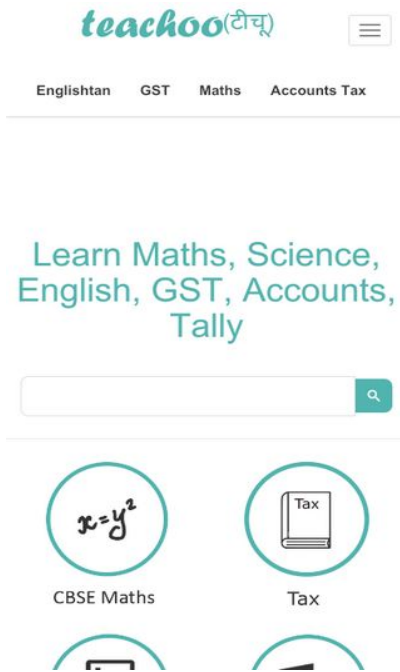 teachoo(टीचू)
Englishtan GST Maths Accounts Tax
Learn Maths, Science,
English, GST, Accounts,
Tally
x=y²
Tax
CBSE Maths
Tax